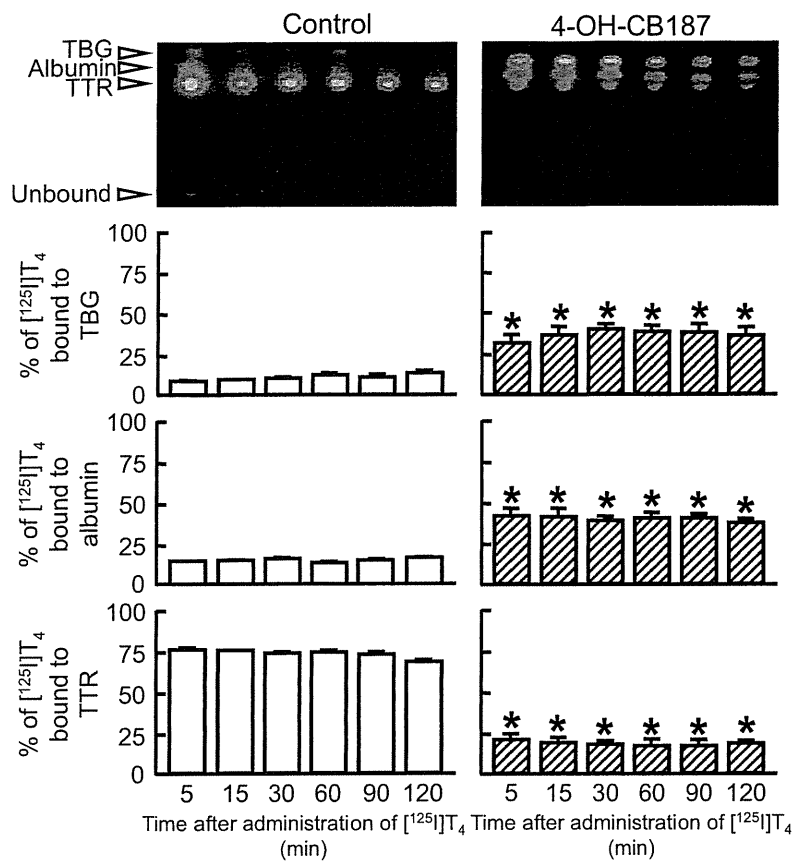 Control 4-OH-CB187
TBG
Albumin
TTR
Unbound
% of [125I]T4
bound to
TBG
100
75
50
25
0
* * * * * *
% of [125I]T4
bound to
albumin
100
75
50
25
0
* * * * * *
% of [125I]T4
bound to
TTR
100
75
50
25
0
* * * * * *
5 15 30 60 90 120 5 15 30 60 90 120
Time after administration of [125I]T4 Time after administration of [125I]T4
(min) (min)